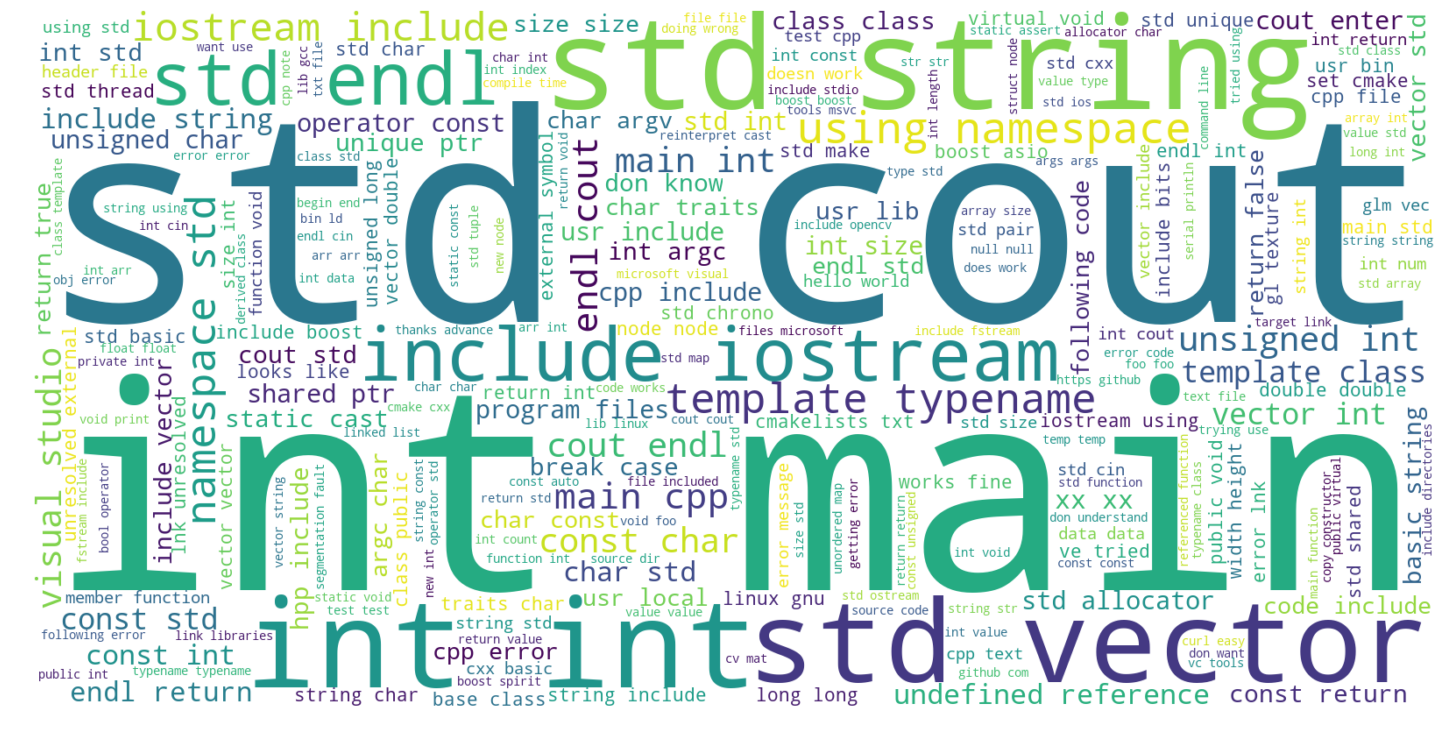 using std
iostream include
size size
file file
doing wrong
class class
virtual void
std unique
cout enter
int std
want use
std char
test cpp
static assert
allocator char
int return
header file
std endl
char int
std string
int const
str str
std cxx
std class
usr bin
std thread
cpp note
lib gcc
txt file
int index
compile time
doesn work
value type
set cmake
tried using
vector std
include stdio
boost boost
tools msvc
int length
struct node
std ios
command line
cpp file
include string
operator const
char argv
std int
using namespace
array int
value std
unsigned char
unique ptr
reinterpret cast
return void
main int
std make
boost asio
args args
endl int
long int
error error
class std
external symbol
endl cout
type std
std cout
class template
string using
int cin
begin end
bin ld
endl cin
arr arr
int data
unsigned long
vector double
static const
std tuple
new node
don know
char traits
usr include
int argc
usr lib
array size
std pair
include opencv
null null
does work
int size
endl std
hello world
following code
vector include
include bits
serial println
return false
gl texture
string int
glm vec
main std
string string
int num
std array
return true
namespace std
size int
derived class
function void
obj error
int arr
microsoft visual
cpp include
std chrono
std basic
include boost
thanks advance
arr int
node node
files microsoft
include fstream
int cout
target link
unsigned int
float float
private int
cout std
looks like
include iostream
std map
error code
foo foo
template class
visual studio
unresolved external
include vector
lnk unresolved
shared ptr
char char
return int
code works
program files
template typename
https github
text file
double double
void print
static cast
cmake cxx
linked list
lib linux
cout cout
cmakelists txt
std size
iostream using
vector int
int main
cout endl
temp temp
trying use
fstream include
bool operator
vector vector
vector string
segmentation fault
argc char
class public
string const
operator std
const auto
file included
return std
break case
main cpp
typename std
error message
size std
unordered map
getting error
works fine
return return
const unsigned
std cin
std function
xx xx
don understand
data data
ve tried
const const
referenced function
typename class
public void
width height
error lnk
main function
copy constructor
public virtual
std shared
basic string
include directories
char const
void foo
int count
const char
function int
source dir
char std
int void
hpp include
new int
member function
static void
test test
traits char
usr local
linux gnu
std ostream
source code
string str
std allocator
code include
const std
value value
following error
link libraries
int int
string std
return value
std vector
int value
curl easy
don want
vc tools
const int
cpp error
cv mat
cpp text
github com
public int
typename typename
cxx basic
boost spirit
endl return
string char
base class
string include
long long
undefined reference
const return